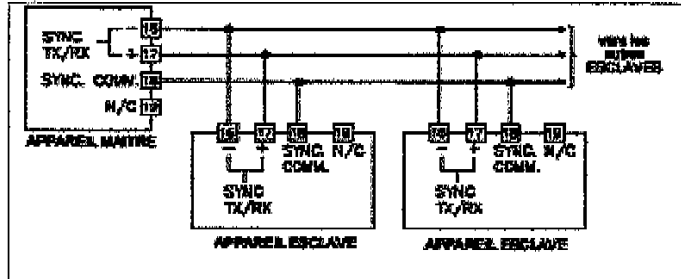 SYNC
TX/RX
- 16
+ 17
SYNC. COMM. 18
N/C 19
APPAREIL MAITRE
vers les
autres
ESCLAVES
16 17 18 19
- +
SYNC.
COMM.
N/C
SYNC
TX/RX
APPAREIL ESCLAVE
16 17 18 19
- +
SYNC.
COMM.
N/C
SYNC
TX/RX
APPAREIL ESCLAVE